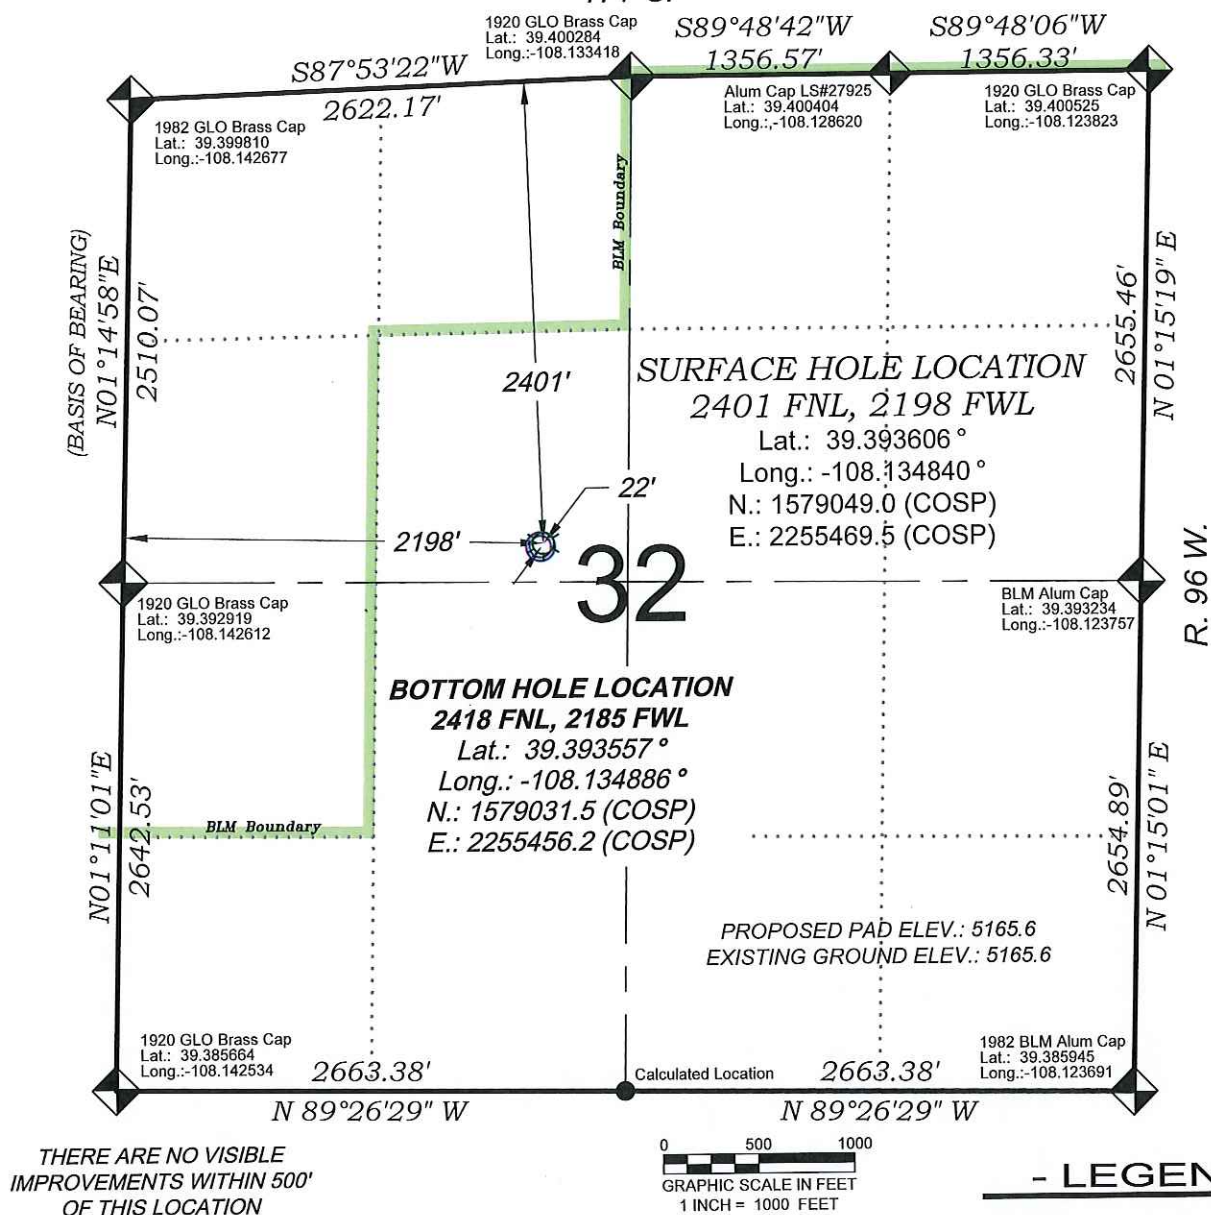 1920 GLO Brass Cap
Lat.: 39.400284
Long.:-108.133418
S89°48'42"W
1356.57'
S89°48'06"W
1356.33'
S87°53'22"W
2622.17'
1982 GLO Brass Cap
Lat.: 39.399810
Long.:-108.142677
Alum Cap LS#27925
Lat.: 39.400404
Long.:,-108.128620
1920 GLO Brass Cap
Lat.: 39.400525
Long.:-108.123823
BLM Boundary
(BASIS OF BEARING)
N01°14'58"E
2510.07'
2655.46'
N 01°15'19" E
2401'
SURFACE HOLE LOCATION
2401 FNL, 2198 FWL
Lat.: 39.393606°
Long.: -108.134840°
N.: 1579049.0 (COSP)
E.: 2255469.5 (COSP)
22'
2198'
32
R. 96 W.
1920 GLO Brass Cap
Lat.: 39.392919
Long.:-108.142612
BLM Alum Cap
Lat.: 39.393234
Long.:-108.123757
BOTTOM HOLE LOCATION
2418 FNL, 2185 FWL
Lat.: 39.393557°
Long.: -108.134886°
N.: 1579031.5 (COSP)
E.: 2255456.2 (COSP)
N01°11'01"E
2642.53'
BLM Boundary
2654.89'
N 01°15'01" E
PROPOSED PAD ELEV.: 5165.6
EXISTING GROUND ELEV.: 5165.6
1920 GLO Brass Cap
Lat.: 39.385664
Long.:-108.142534
2663.38'
N 89°26'29" W
Calculated Location
2663.38'
N 89°26'29" W
1982 BLM Alum Cap
Lat.: 39.385945
Long.:-108.123691
THERE ARE NO VISIBLE
IMPROVEMENTS WITHIN 500'
OF THIS LOCATION
0 500 1000
GRAPHIC SCALE IN FEET
1 INCH = 1000 FEET
- LEGEN